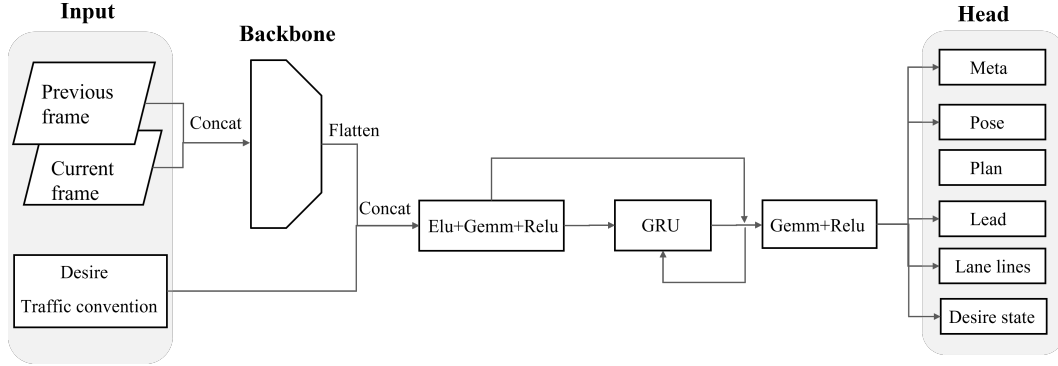 Input
Previous
frame
Current
frame
Desire
Traffic convention
Concat
Backbone
Flatten
Concat
Elu+Gemm+Relu
GRU
Gemm+Relu
Head
Meta
Pose
Plan
Lead
Lane lines
Desire state